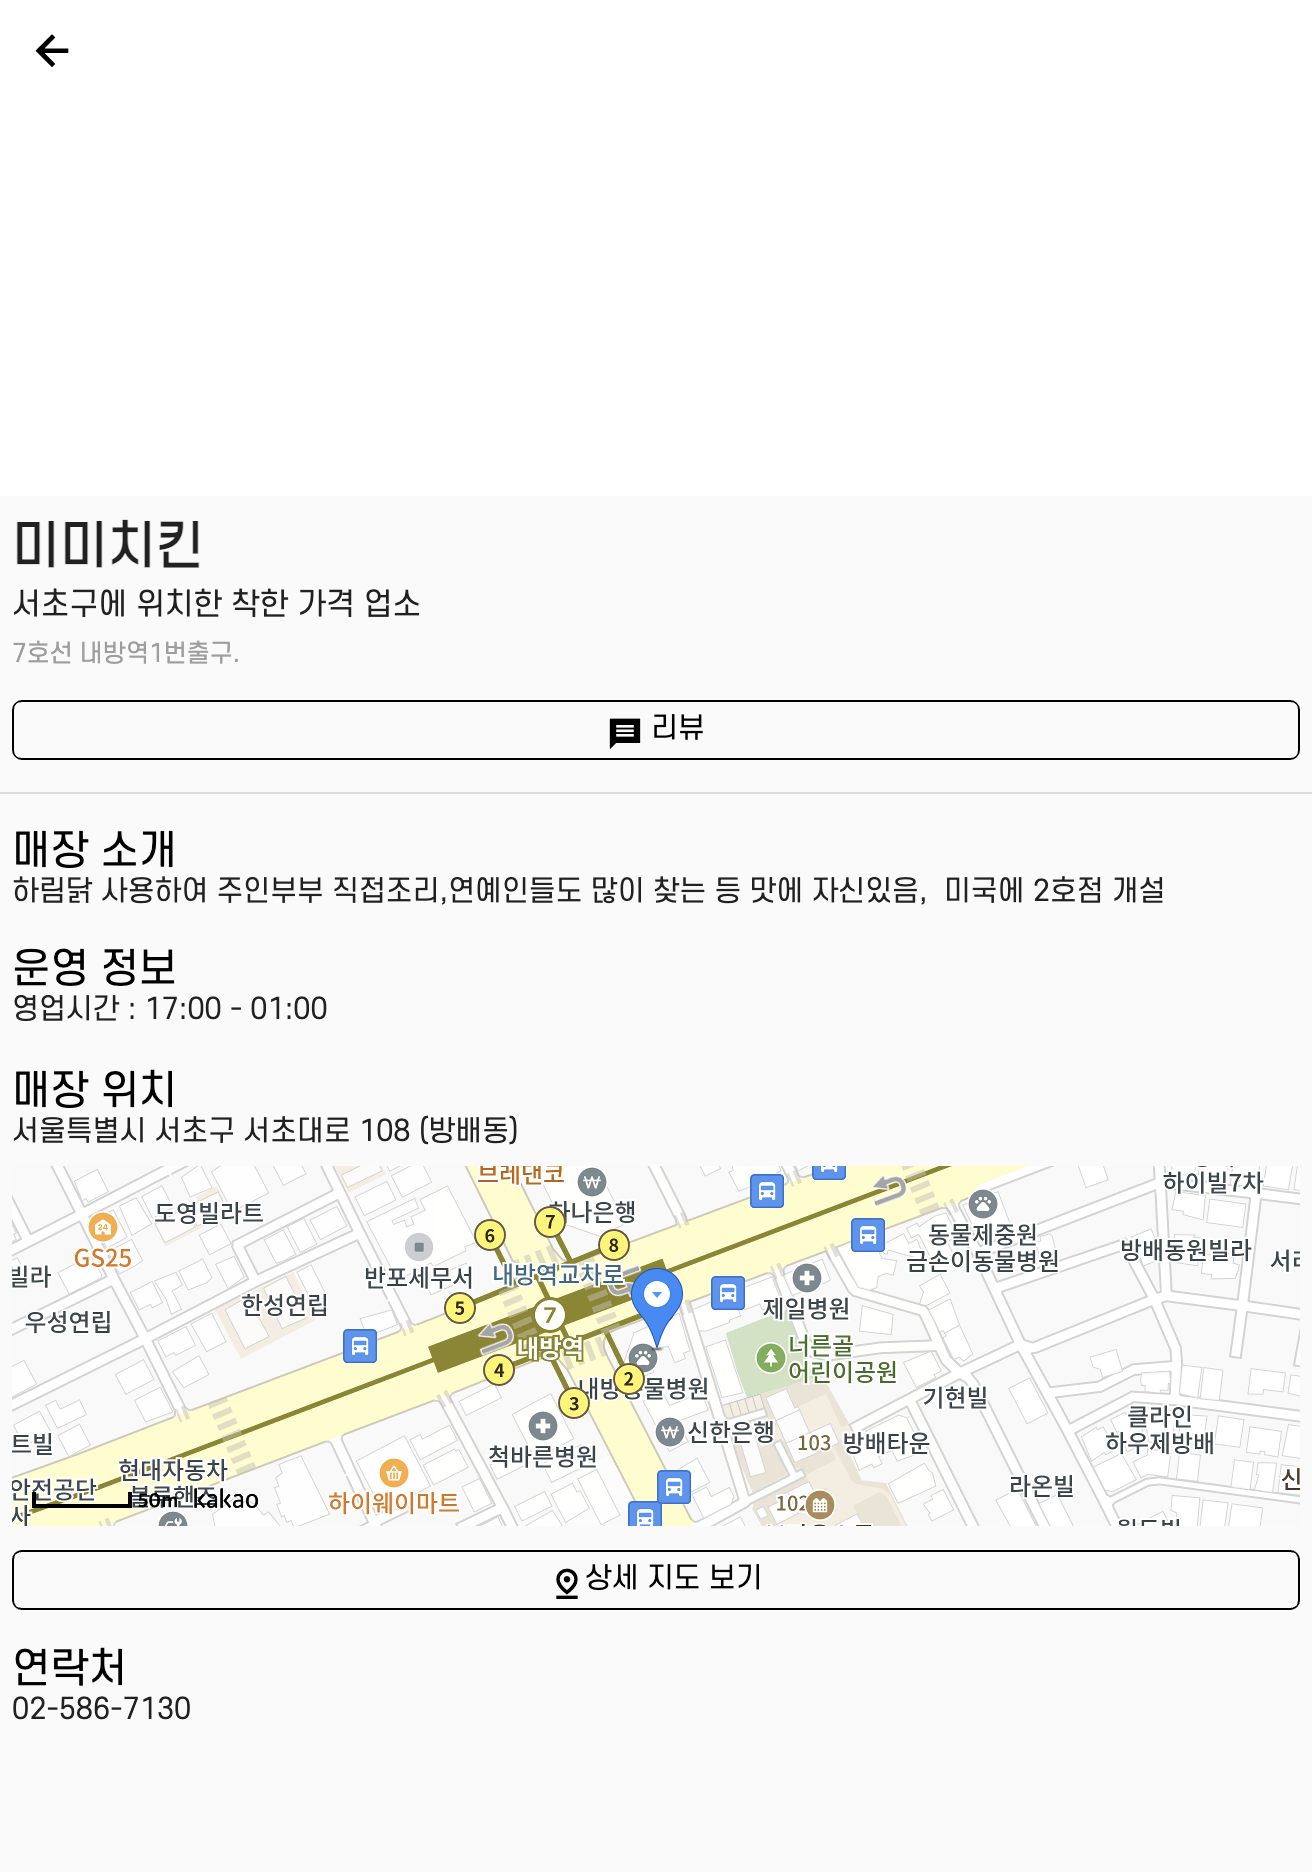 미미치킨
서초구에 위치한 착한 가격 업소
7호선 내방역1번출구.
리뷰
매장 소개
하림닭 사용하여 주인부부 직접조리,연예인들도 많이 찾는 등 맛에 자신있음,  미국에 2호점 개설
운영 정보
영업시간 : 17:00 - 01:00
매장 위치
서울특별시 서초구 서초대로 108 (방배동)
브레댄코
하이빌7차
도영빌라트
7
하나은행
24
6
8
동물제중원
금손이동물병원
방배동원빌라
GS25
반포세무서
내방역교차로
빌라
한성연립
5
7
제일병원
우성연립
내방역
너른골
어린이공원
4
2
내방동물병원
3
기현빌
클라인
하우제방배
신한은행
103
방배타운
트빌
척바른병원
현대자동차
블루핸즈
안전공단
사
50m
kakao
하이웨이마트
102
라온빌
신
상세 지도 보기
연락처
02-586-7130